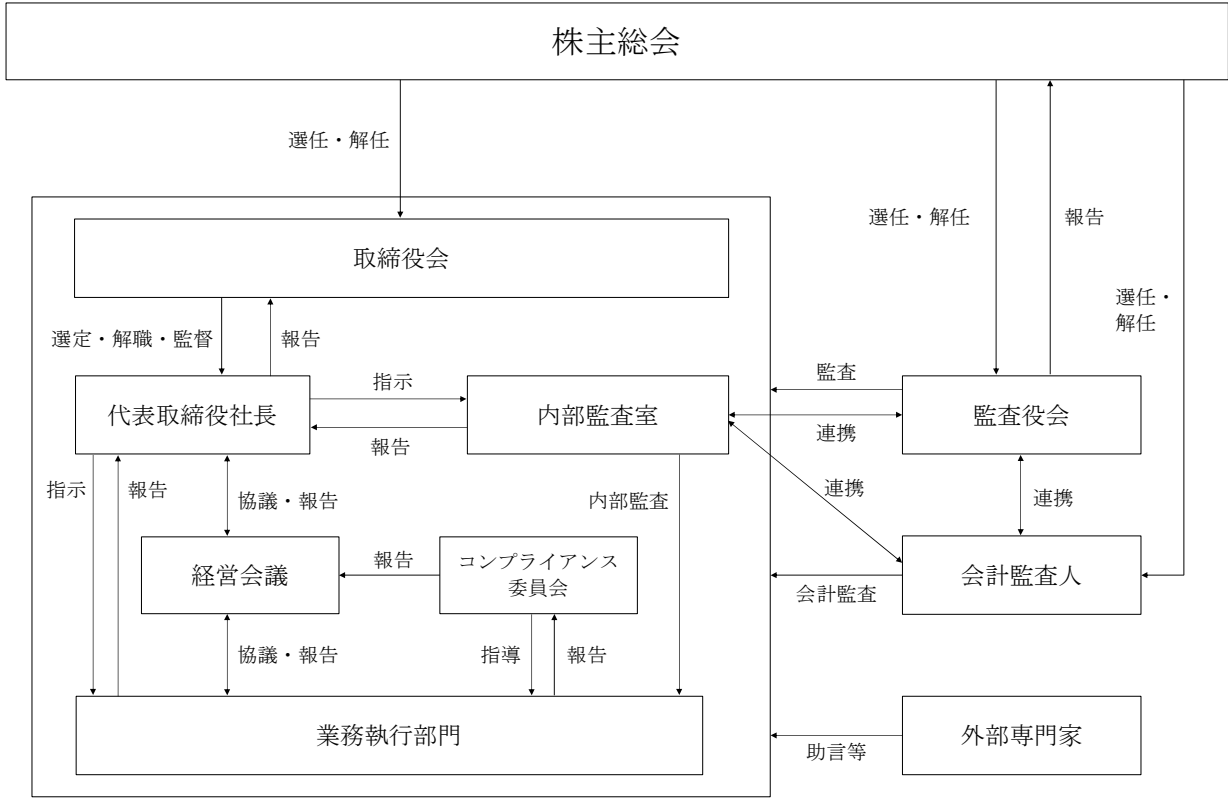 株主総会
選任・解任
選任・解任
報告
選任・
解任
取締役会
選定・解職・監督
報告
代表取締役社長
指示
報告
内部監査室
監査
連携
監査役会
指示
報告
協議・報告
内部監査
連携
連携
経営会議
報告
コンプライアンス
委員会
会計監査
会計監査人
協議・報告
指導
報告
業務執行部門
助言等
外部専門家